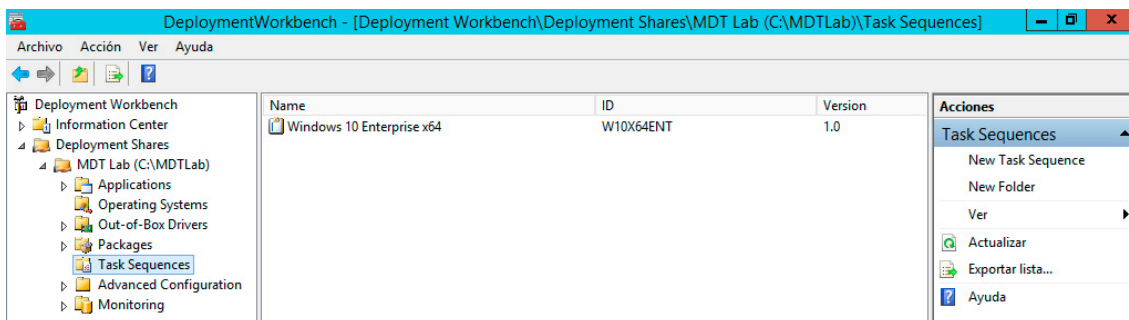 DeploymentWorkbench - [Deployment Workbench\Deployment Shares\MDT Lab (C:\MDTLab)\Task Sequences]
Archivo Acción Ver Ayuda
Deployment Workbench
Information Center
Deployment Shares
MDT Lab (C:\MDTLab)
Applications
Operating Systems
Out-of-Box Drivers
Packages
Task Sequences
Advanced Configuration
Monitoring
Name ID Version
Windows 10 Enterprise x64 W10X64ENT 1.0
Acciones
Task Sequences
New Task Sequence
New Folder
Ver
Actualizar
Exportar lista...
Ayuda